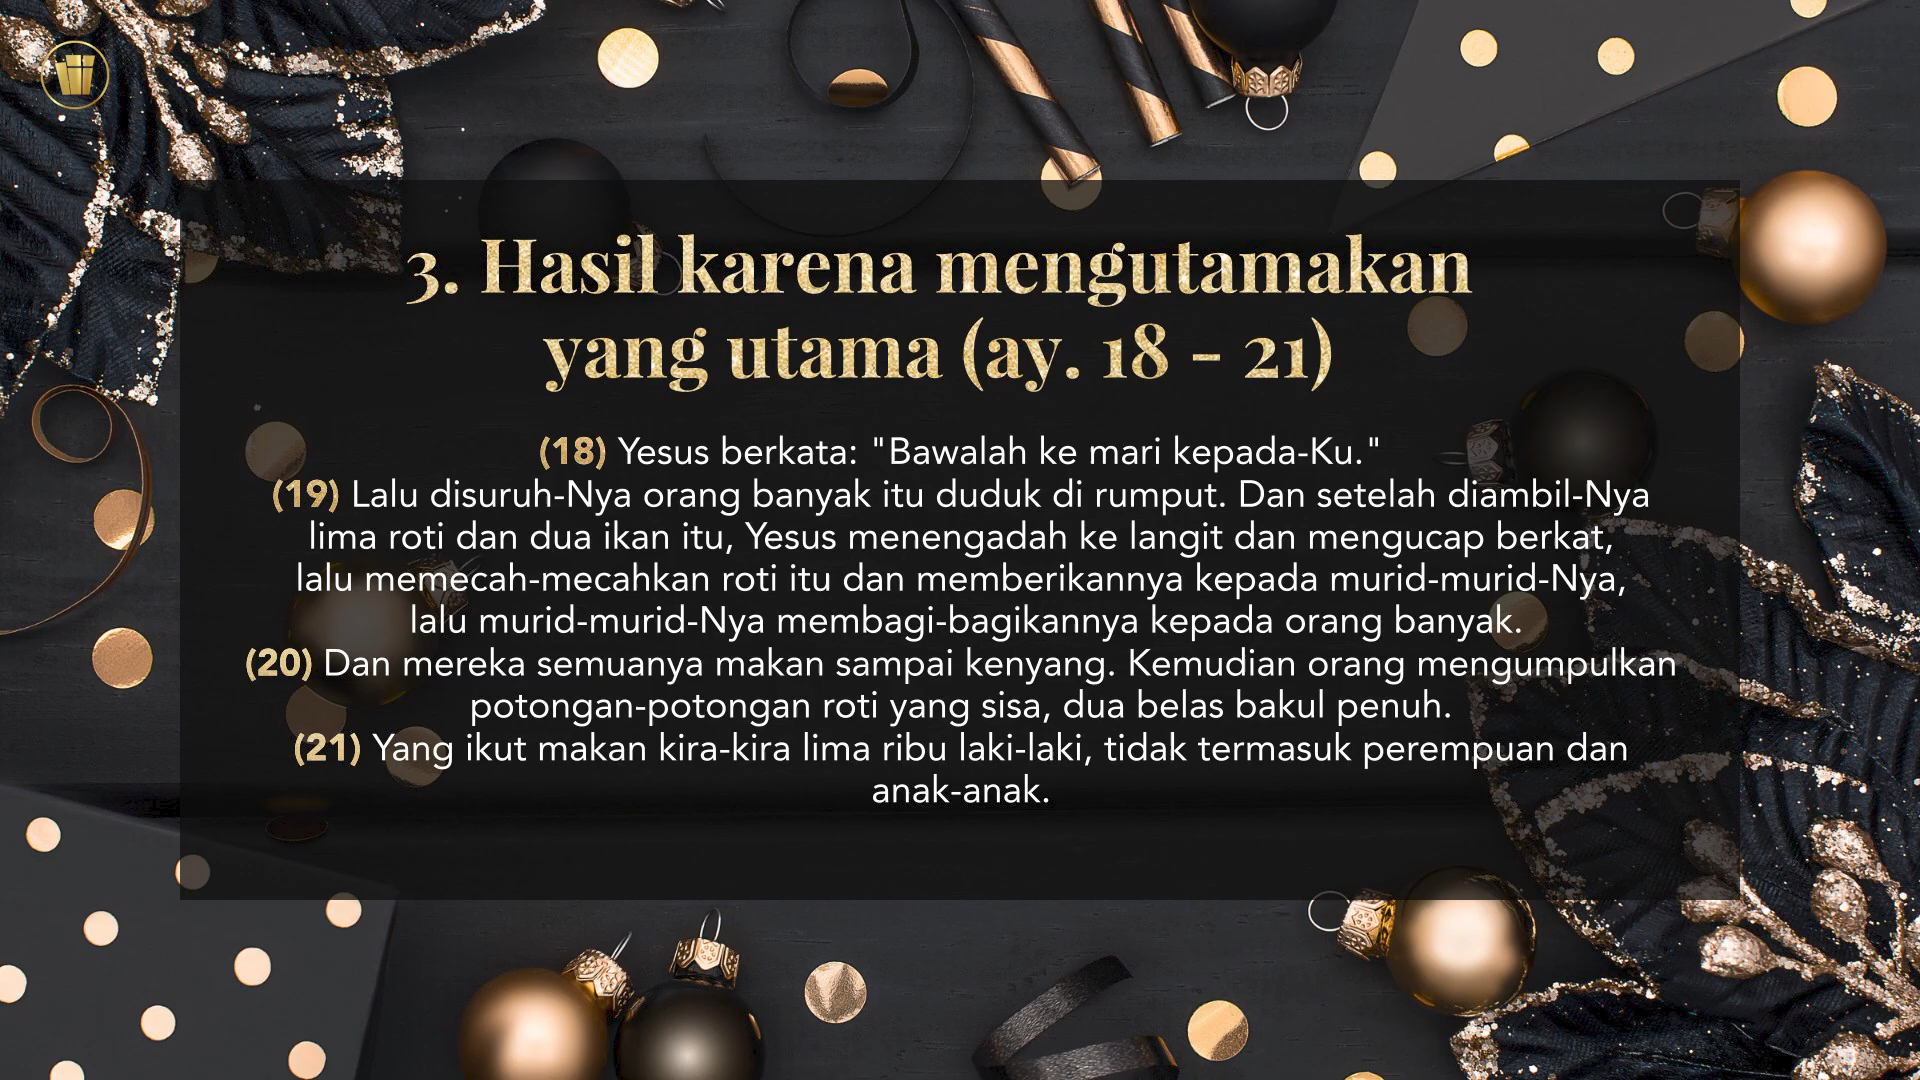 3. Hasil karena mengutamakan
yang utama (ay. 18 - 21)
(18) Yesus berkata: "Bawalah ke mari kepada-Ku."
(19) Lalu disuruh-Nya orang banyak itu duduk di rumput. Dan setelah diambil-Nya
lima roti dan dua ikan itu, Yesus menengadah ke langit dan mengucap berkat,
lalu memecah-mecahkan roti itu dan memberikannya kepada murid-murid-Nya,
lalu murid-murid-Nya membagi-bagikannya kepada orang banyak.
(20) Dan mereka semuanya makan sampai kenyang. Kemudian orang mengumpulkan
potongan-potongan roti yang sisa, dua belas bakul penuh.
(21) Yang ikut makan kira-kira lima ribu laki-laki, tidak termasuk perempuan dan
anak-anak.